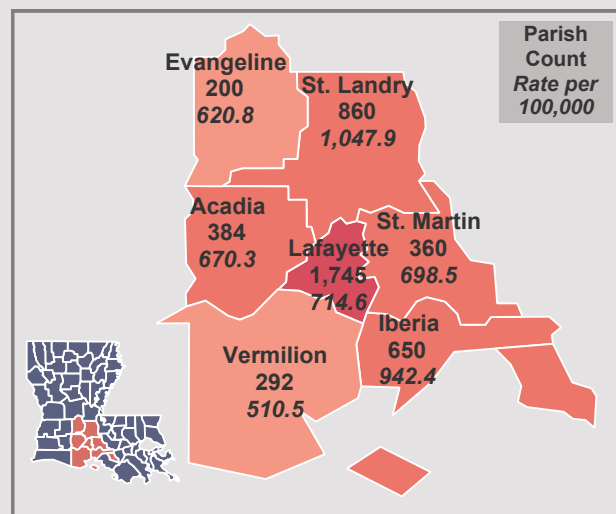 Parish
Count
Rate per
100,000
Evangeline
200
620.8
St. Landry
860
1,047.9
Acadia
384
670.3
Lafayette
1,745
714.6
St. Martin
360
698.5
Iberia
650
942.4
Vermilion
292
510.5